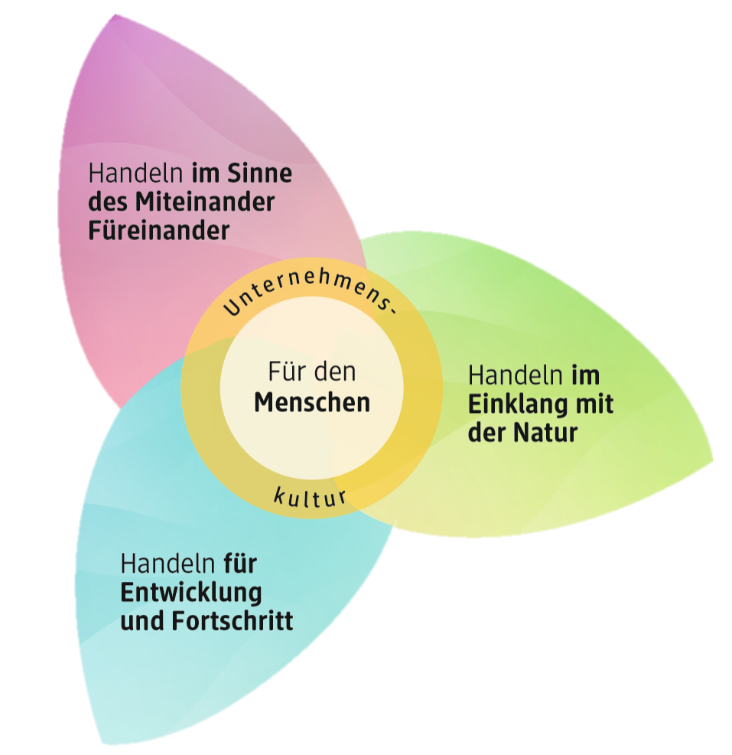 Handeln im Sinne
des Miteinander
Füreinander
Unternehmens-
kultur
Für den
Menschen
Handeln im
Einklang mit
der Natur
Handeln für
Entwicklung
und Fortschritt